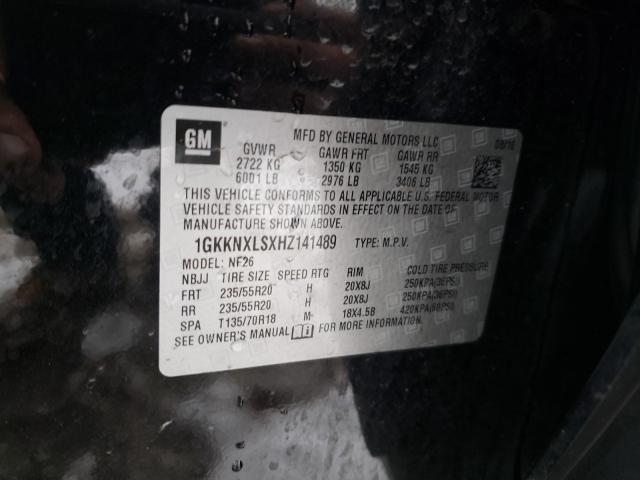 GM
MFD BY GENERAL MOTORS LLC 09/16
GVWR GAWR FRT GAWR RR
2722 KG 1350 KG 1545 KG
6001 LB 2976 LB 3406 LB
THIS VEHICLE CONFORMS TO ALL APPLICABLE U.S. FEDERAL MOTOR
VEHICLE SAFETY STANDARDS IN EFFECT ON THE DATE OF
MANUFACTURE SHOWN ABOVE.
1GKKNXLSXHZ141489 TYPE: M.P.V.
MODEL: NF26
NBJJ TIRE SIZE SPEED RTG RIM COLD TIRE PRESSURE
FRT 235/55R20 H 20X8J 250KPA(36PSI)
RR 235/55R20 H 20X8J 250KPA(36PSI)
SPA T135/70R18 M 18X4.5B 420KPA(60PSI)
SEE OWNER'S MANUAL FOR MORE INFORMATION.